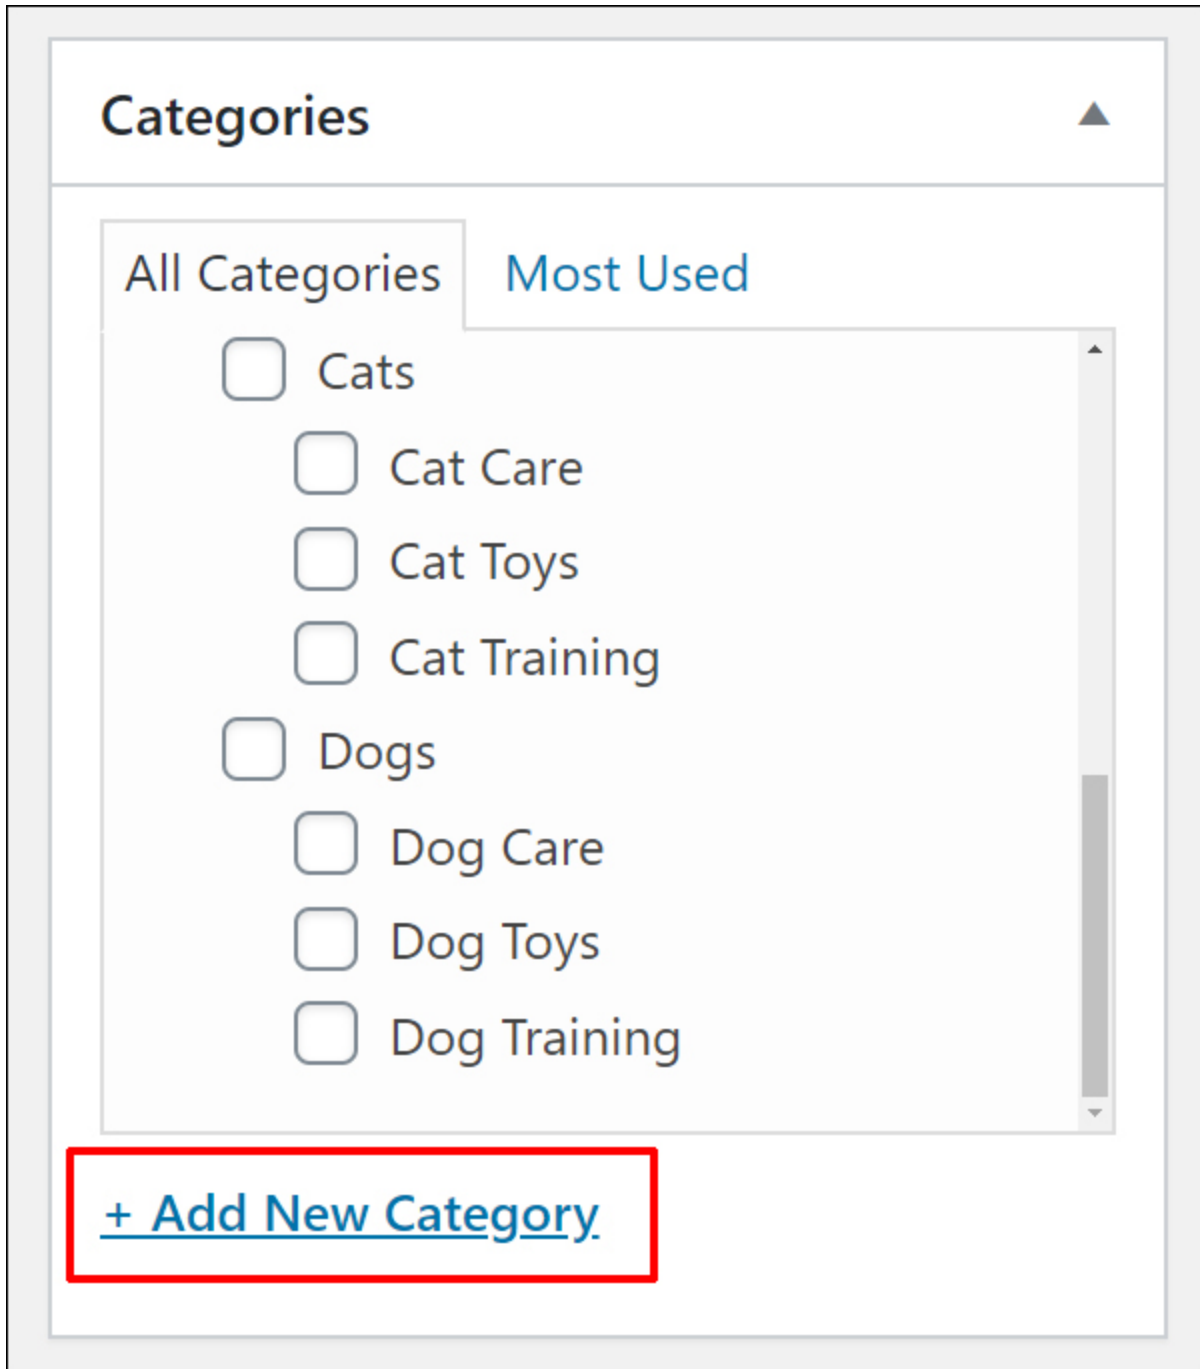 Categories
All Categories Most Used
Cats
Cat Care
Cat Toys
Cat Training
Dogs
Dog Care
Dog Toys
Dog Training
+ Add New Category